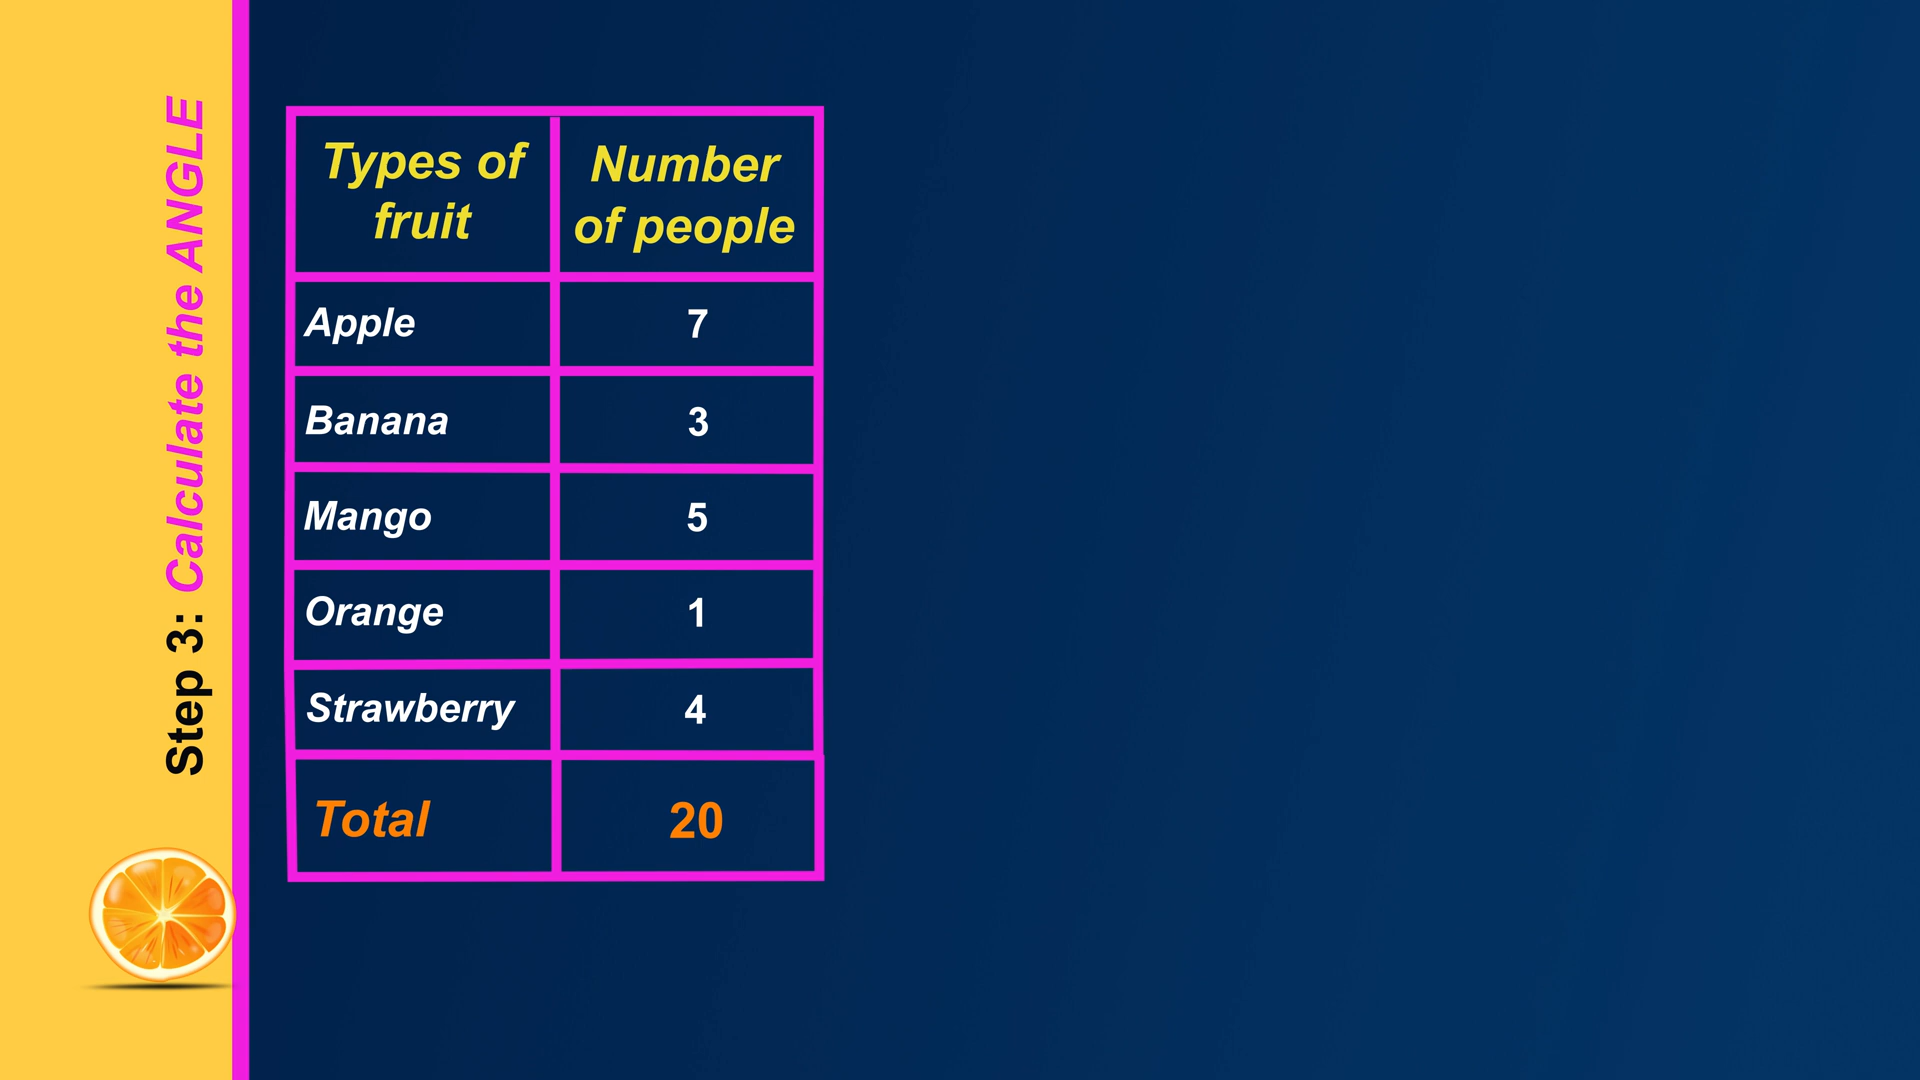 Step 3: Calculate the ANGLE
Types of fruit
Number of people
Apple 7
Banana 3
Mango 5
Orange 1
Strawberry 4
Total 20